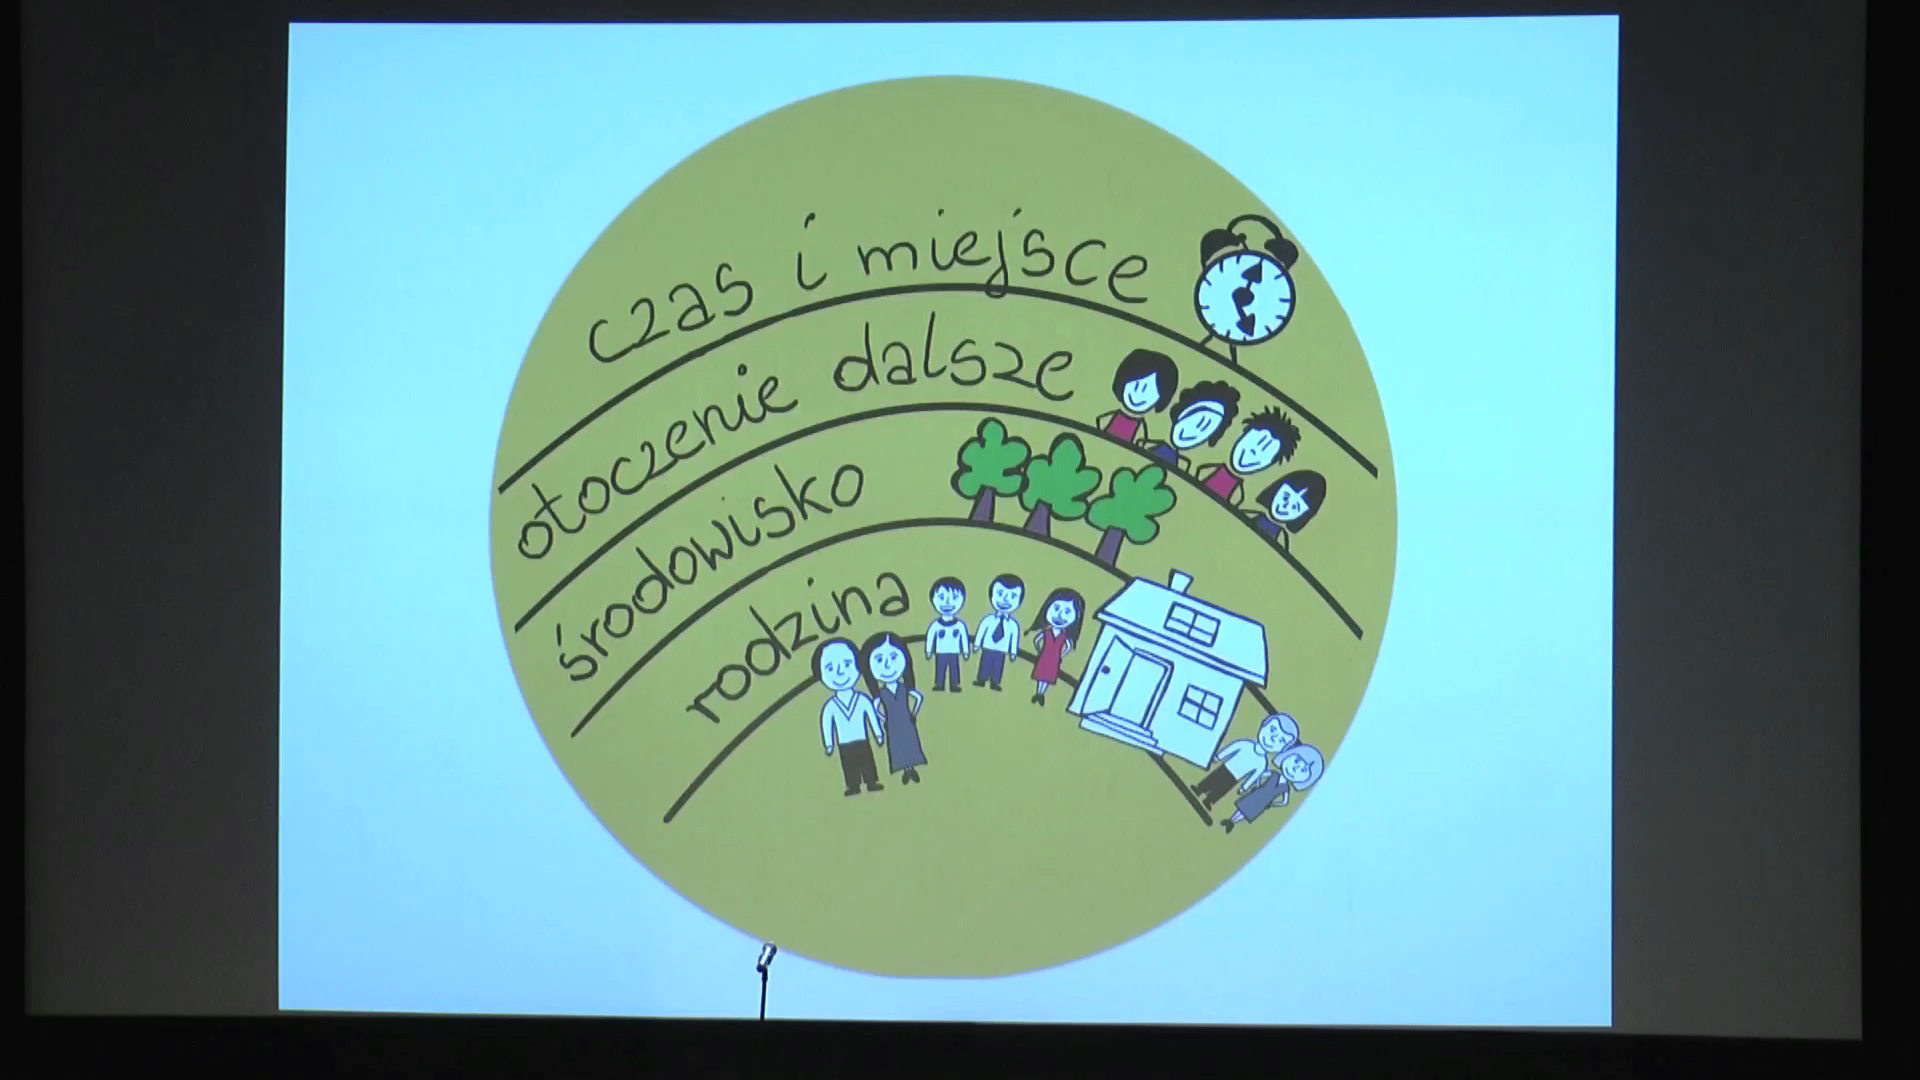 czas i miejsce
otoczenie dalsze
środowisko
rodzina